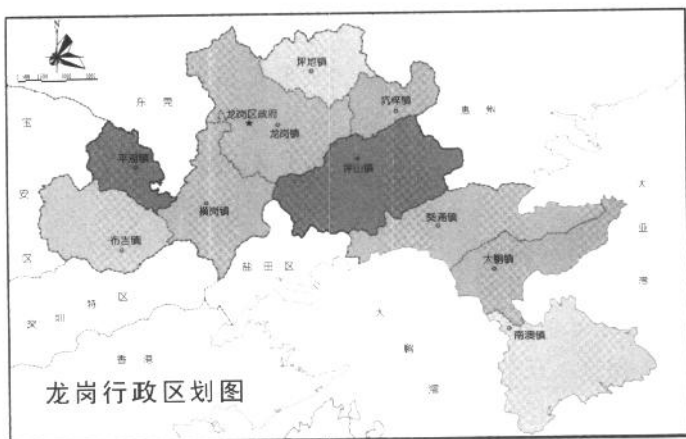 N
坪地镇
东莞
坑梓镇
惠州
龙岗区政府
龙岗镇
宝安区
平湖镇
坪山镇
大亚湾
横岗镇
葵涌镇
布吉镇
盐田区
大鹏镇
深圳特区
大鹏湾
南澳镇
香港
龙岗行政区划图